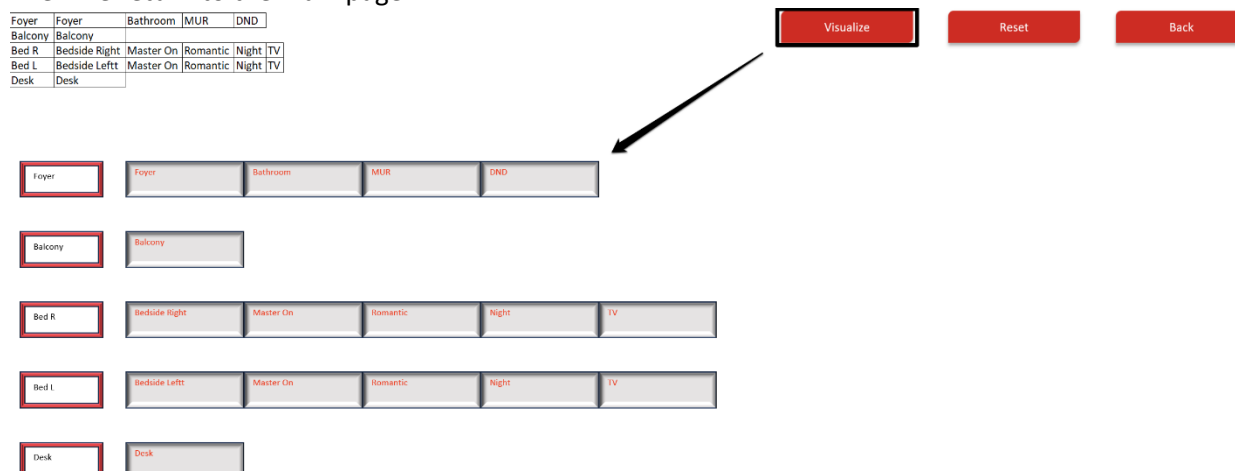 Foyer Foyer Bathroom MUR DND
Balcony Balcony
Bed R Bedside Right Master On Romantic Night TV
Bed L Bedside Leftt Master On Romantic Night TV
Desk Desk
Visualize Reset Back
Foyer Foyer Bathroom MUR DND
Balcony Balcony
Bed R Bedside Right Master On Romantic Night TV
Bed L Bedside Leftt Master On Romantic Night TV
Desk Desk